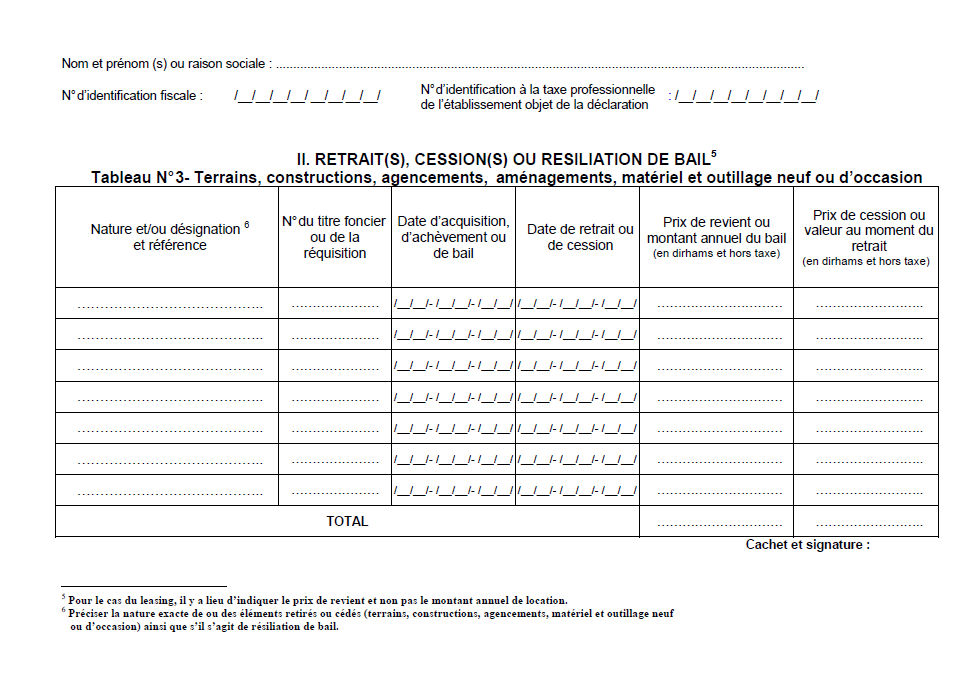 Nom et prénom (s) ou raison sociale : ................................................................................................................................................
N°d'identification fiscale : /__/__/__/__/ __/__/__/__/
N°d'identification à la taxe professionnelle
de l'établissement objet de la déclaration : /__/__/__/__/__/__/__/__/
II. RETRAIT(S), CESSION(S) OU RESILIATION DE BAIL5
Tableau N°3- Terrains, constructions, agencements, aménagements, matériel et outillage neuf ou d'occasion
Nature et/ou désignation 6
et référence
N°du titre foncier
ou de la
réquisition
Date d'acquisition,
d'achèvement ou
de bail
Date de retrait ou
de cession
Prix de revient ou
montant annuel du bail
(en dirhams et hors taxe)
Prix de cession ou
valeur au moment du
retrait
(en dirhams et hors taxe)
........................................ .................... /__/__/- /__/__/- /__/__/ /__/__/- /__/__/- /__/__/ .............................. .........................
........................................ .................... /__/__/- /__/__/- /__/__/ /__/__/- /__/__/- /__/__/ .............................. .........................
........................................ .................... /__/__/- /__/__/- /__/__/ /__/__/- /__/__/- /__/__/ .............................. .........................
........................................ .................... /__/__/- /__/__/- /__/__/ /__/__/- /__/__/- /__/__/ .............................. .........................
........................................ .................... /__/__/- /__/__/- /__/__/ /__/__/- /__/__/- /__/__/ .............................. .........................
........................................ .................... /__/__/- /__/__/- /__/__/ /__/__/- /__/__/- /__/__/ .............................. .........................
........................................ .................... /__/__/- /__/__/- /__/__/ /__/__/- /__/__/- /__/__/ .............................. .........................
TOTAL .............................. .........................
Cachet et signature :
5 Pour le cas du leasing, il y a lieu d'indiquer le prix de revient et non pas le montant annuel de location.
6 Préciser la nature exacte de ou des éléments retirés ou cédés (terrains, constructions, agencements, matériel et outillage neuf
ou d'occasion) ainsi que s'il s'agit de résiliation de bail.